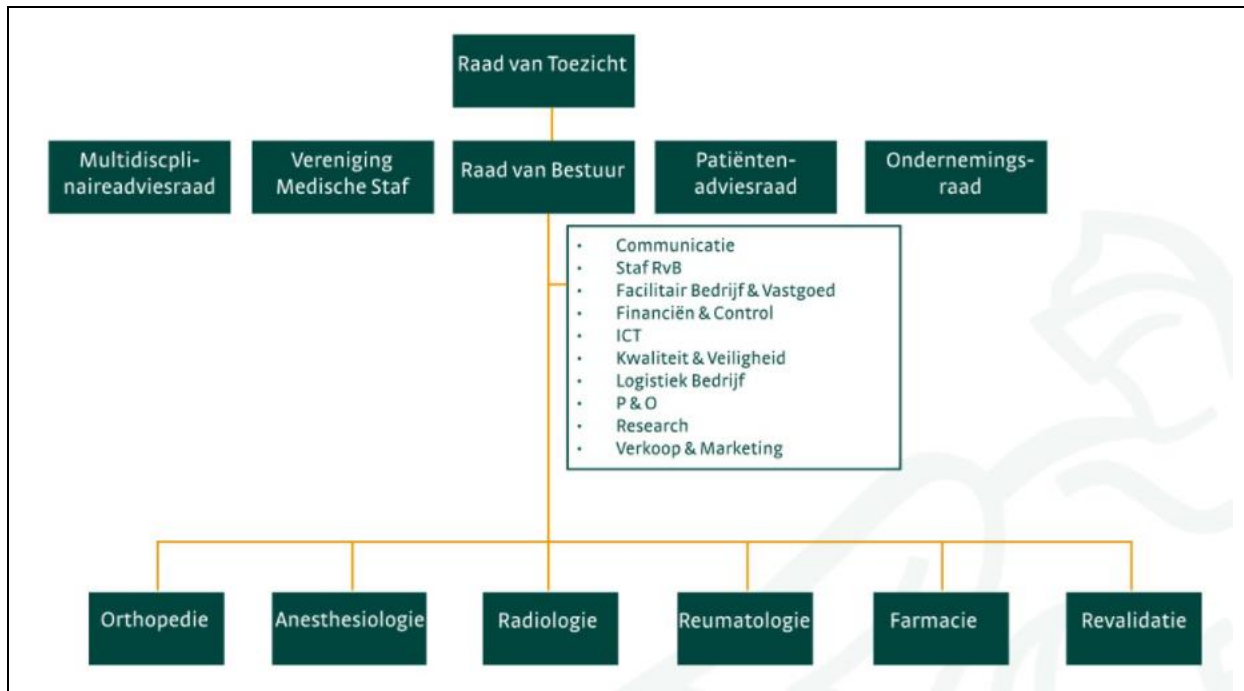 Raad van Toezicht
Multidiscpli-
naireadviesraad
Vereniging
Medische Staf
Raad van Bestuur
Patiënten-
adviesraad
Ondernemings-
raad
• Communicatie
• Staf RvB
• Facilitair Bedrijf & Vastgoed
• Financiën & Control
• ICT
• Kwaliteit & Veiligheid
• Logistiek Bedrijf
• P & O
• Research
• Verkoop & Marketing
Orthopedie
Anesthesiologie
Radiologie
Reumatologie
Farmacie
Revalidatie